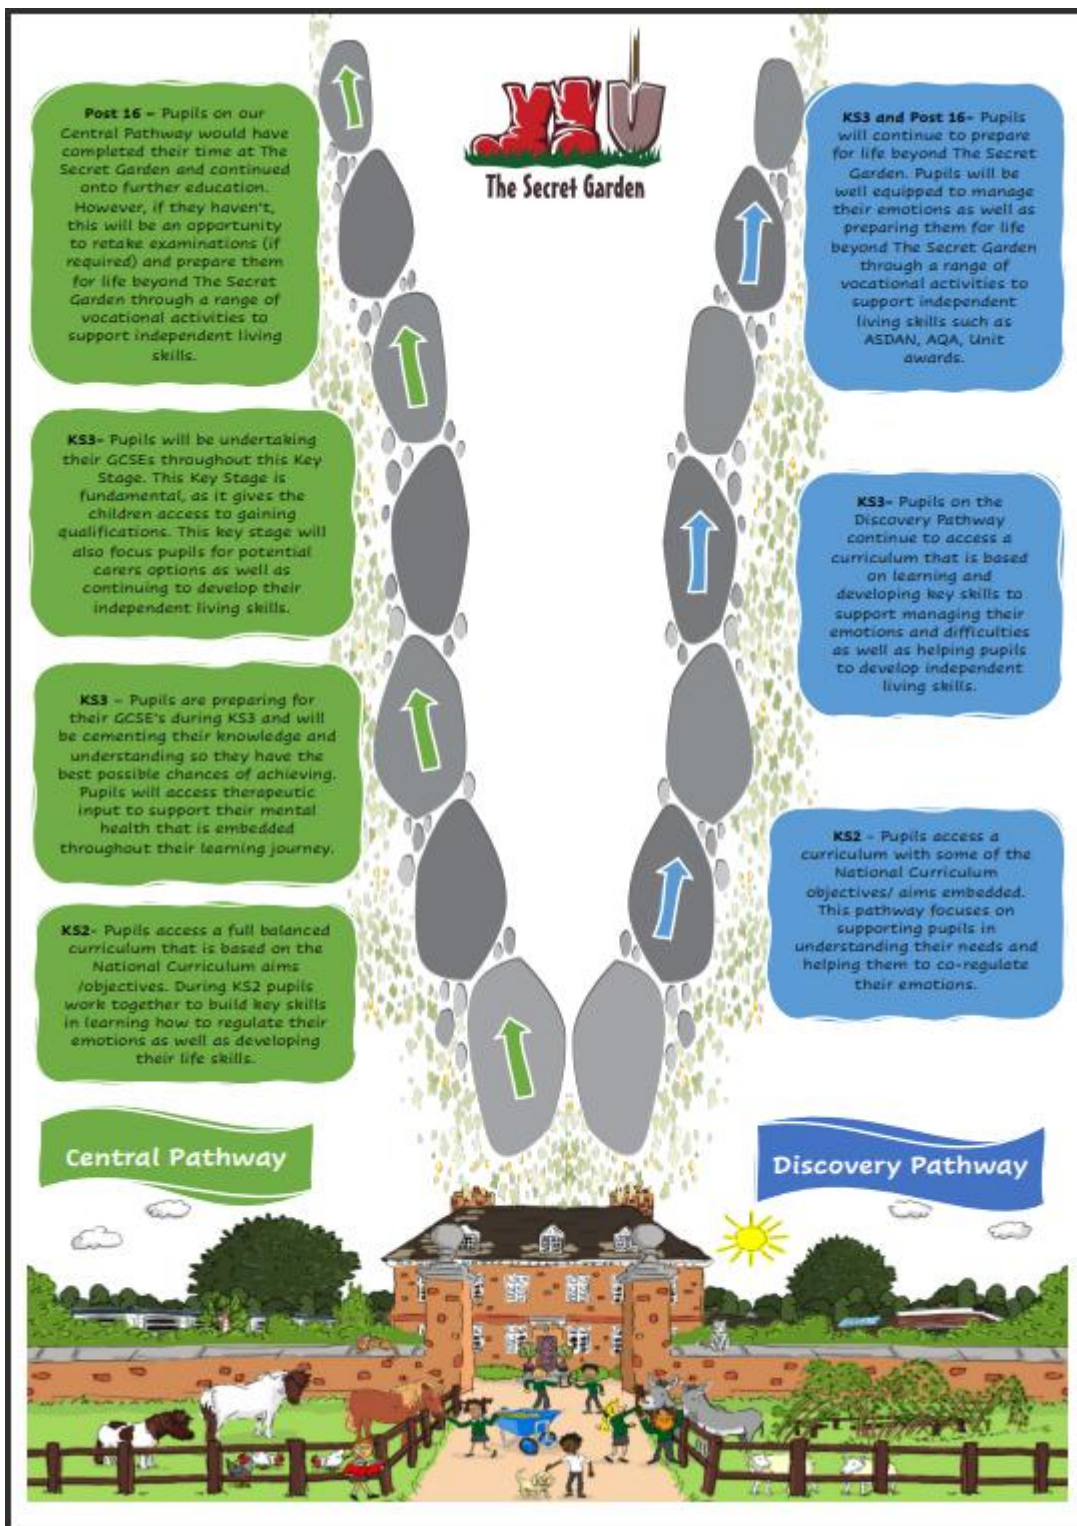 The Secret Garden
Post 16 – Pupils on our
Central Pathway would have
completed their time at The
Secret Garden and continued
onto further education.
However, if they haven't,
this will be an opportunity
to retake examinations (if
required) and prepare them
for life beyond The Secret
Garden through a range of
vocational activities to
support independent living
skills.
KS3- Pupils will be undertaking
their GCSEs throughout this Key
Stage. This Key Stage is
fundamental, as it gives the
children access to gaining
qualifications. This key stage will
also focus pupils for potential
carers options as well as
continuing to develop their
independent living skills.
KS3 – Pupils are preparing for
their GCSE's during KS3 and will
be cementing their knowledge and
understanding so they have the
best possible chances of achieving.
Pupils will access therapeutic
input to support their mental
health that is embedded
throughout their learning journey.
KS2- Pupils access a full balanced
curriculum that is based on the
National Curriculum aims
/objectives. During KS2 pupils
work together to build key skills
in learning how to regulate their
emotions as well as developing
their life skills.
Central Pathway
KS3 and Post 16- Pupils
will continue to prepare
for life beyond The Secret
Garden. Pupils will be
well equipped to manage
their emotions as well as
preparing them for life
beyond The Secret Garden
through a range of
vocational activities to
support independent
living skills such as
ASDAN, AQA, Unit
awards.
KS3- Pupils on the
Discovery Pathway
continue to access a
curriculum that is based
on learning and
developing key skills to
support managing their
emotions and difficulties
as well as helping pupils
to develop independent
living skills.
KS2 - Pupils access a
curriculum with some of the
National Curriculum
objectives/ aims embedded.
This pathway focuses on
supporting pupils in
understanding their needs and
helping them to co-regulate
their emotions.
Discovery Pathway